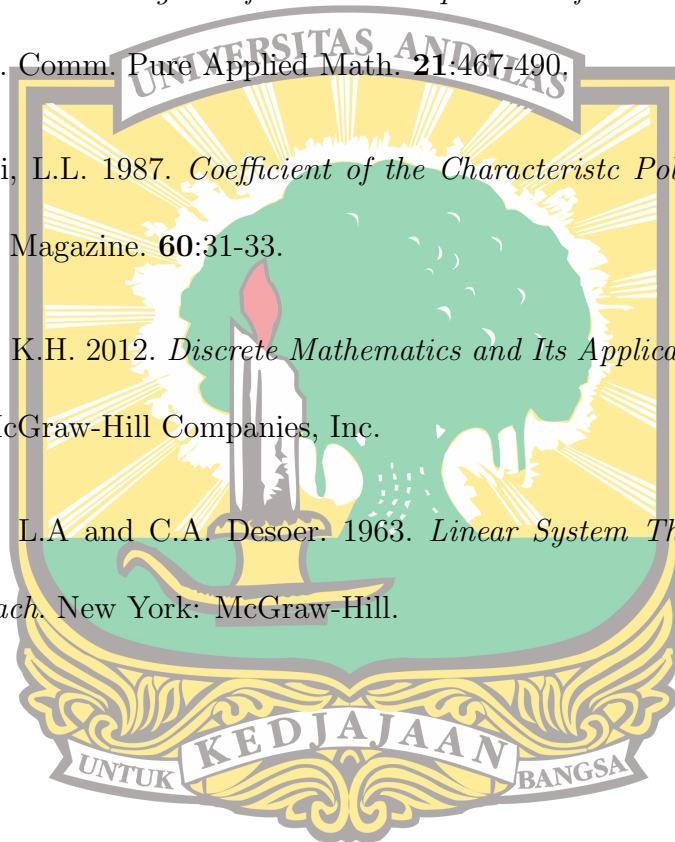 UNIVERSITAS ANDALAS
. Comm. Pure Applied Math. 21:467-490.
i, L.L. 1987. Coefficient of the Characteristc Pol
Magazine. 60:31-33.
K.H. 2012. Discrete Mathematics and Its Applica
cGraw-Hill Companies, Inc.
L.A and C.A. Desoer. 1963. Linear System Th
ach. New York: McGraw-Hill.
UNTUK KEDJAJAAN BANGSA